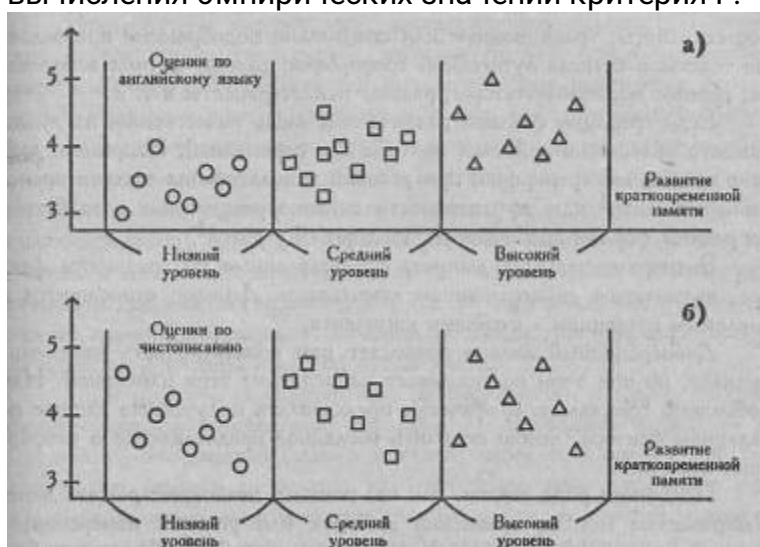 вычисления эмпирических значений критерия F.
а)
Оценки по
английскому языку
5
4
3
Развитие
кратковременной
памяти
Низкий
уровень
Средний
уровень
Высокий
уровень
б)
Оценки по
чистописанию
5
4
3
Развитие
кратковременной
памяти
Низкий
уровень
Средний
уровень
Высокий
уровень